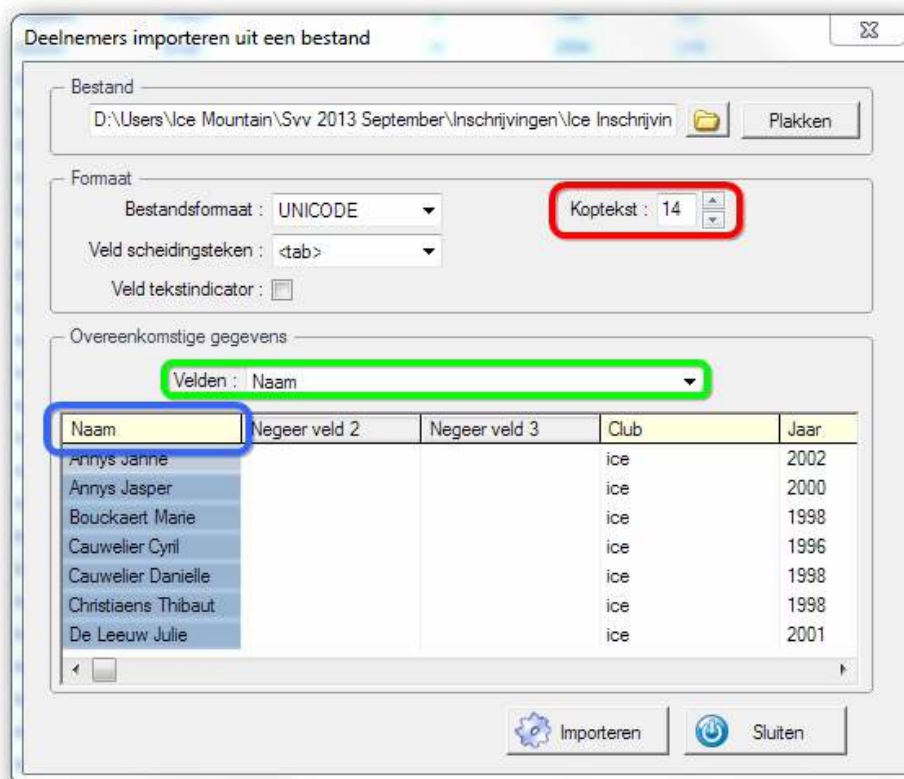 Deelnemers importeren uit een bestand
Bestand
D:\Users\Ice Mountain\Svv 2013 September\Inschrijvingen\Ice Inschrijvin Plakken
Formaat
Bestandsformaat : UNICODE Koptekst : 14
Veld scheidingsteken : <tab>
Veld tekstindicator :
Overeenkomstige gegevens
Velden : Naam
Naam Negeer veld 2 Negeer veld 3 Club Jaar
Annys Janne ice 2002
Annys Jasper ice 2000
Bouckaert Marie ice 1998
Cauwelier Cyril ice 1996
Cauwelier Danielle ice 1998
Christiaens Thibaut ice 1998
De Leeuw Julie ice 2001
Importeren Sluiten